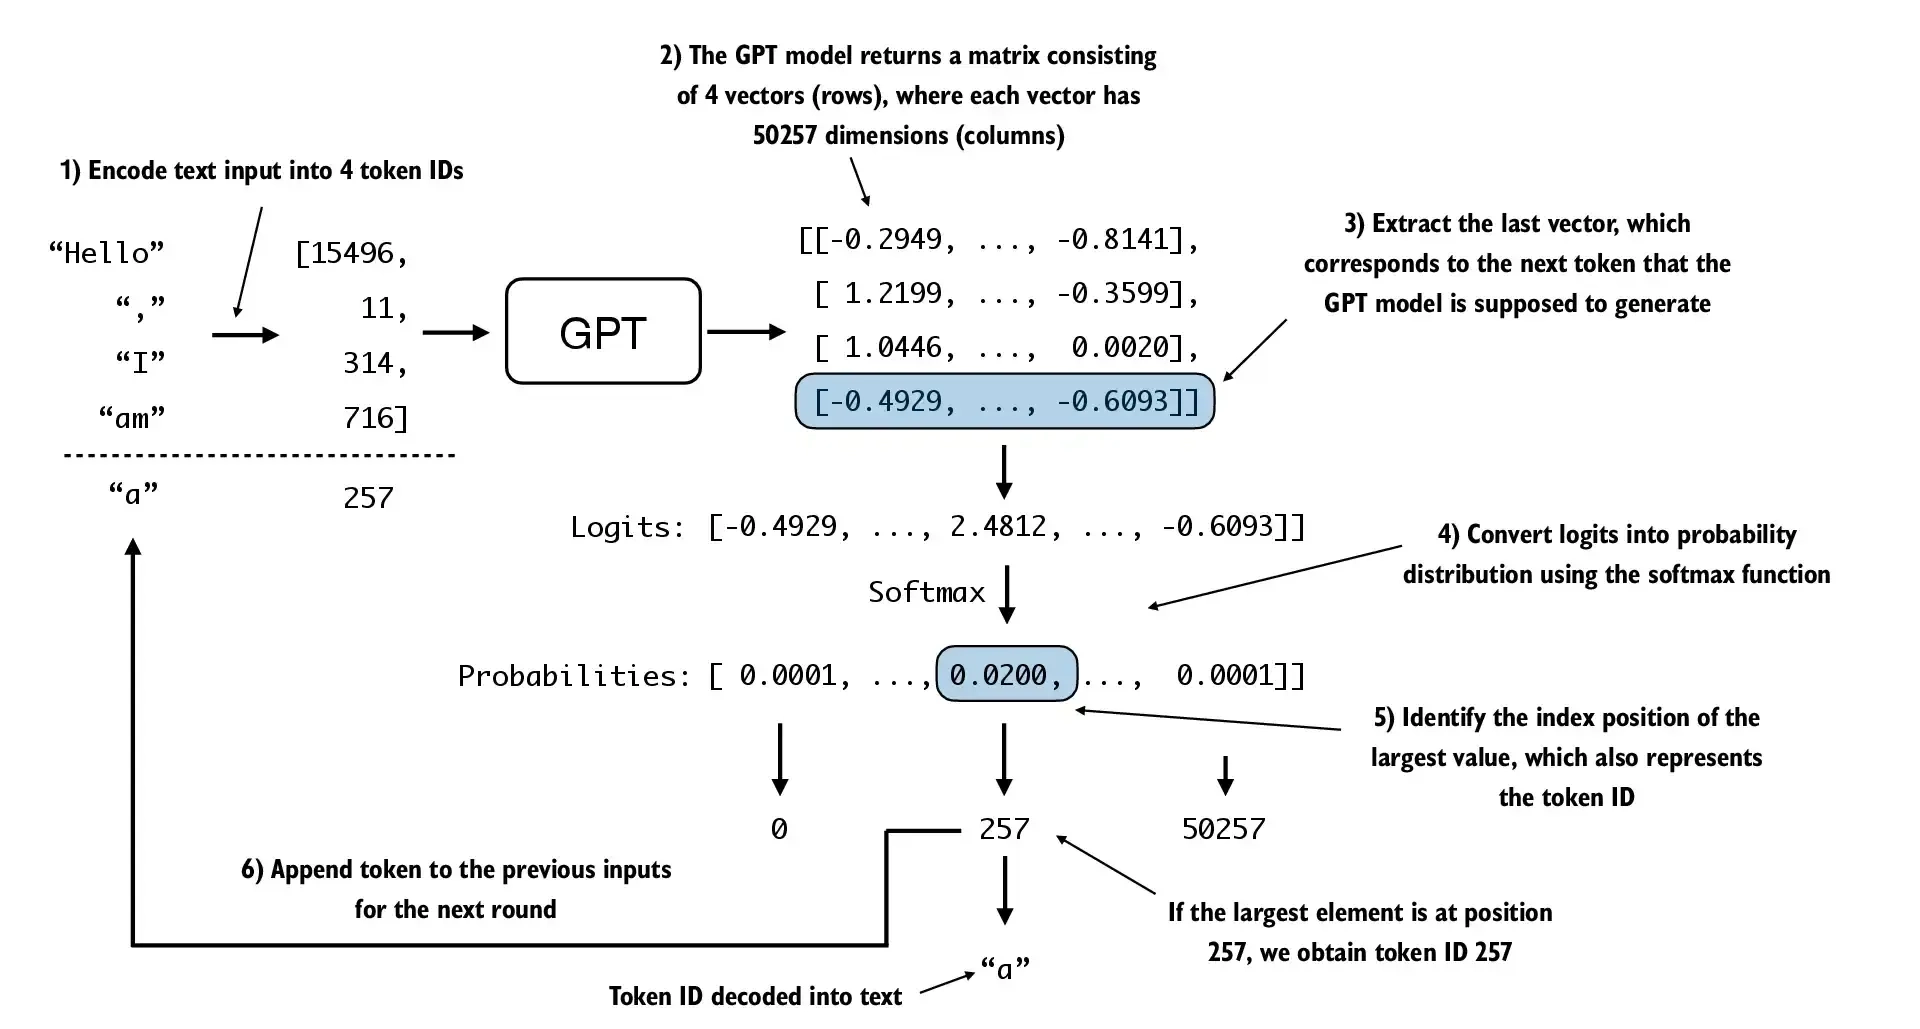 2) The GPT model returns a matrix consisting
of 4 vectors (rows), where each vector has
50257 dimensions (columns)
1) Encode text input into 4 token IDs
“Hello” [15496,
“,” 11,
“I” 314,
“am” 716]
“a” 257
GPT
[[-0.2949, ..., -0.8141],
[ 1.2199, ..., -0.3599],
[ 1.0446, ..., 0.0020],
[-0.4929, ..., -0.6093]]
3) Extract the last vector, which
corresponds to the next token that the
GPT model is supposed to generate
Logits: [-0.4929, ..., 2.4812, ..., -0.6093]]
Softmax
4) Convert logits into probability
distribution using the softmax function
Probabilities: [ 0.0001, ..., 0.0200, ..., 0.0001]]
5) Identify the index position of the
largest value, which also represents
the token ID
0 257 50257
6) Append token to the previous inputs
for the next round
If the largest element is at position
257, we obtain token ID 257
“a”
Token ID decoded into text